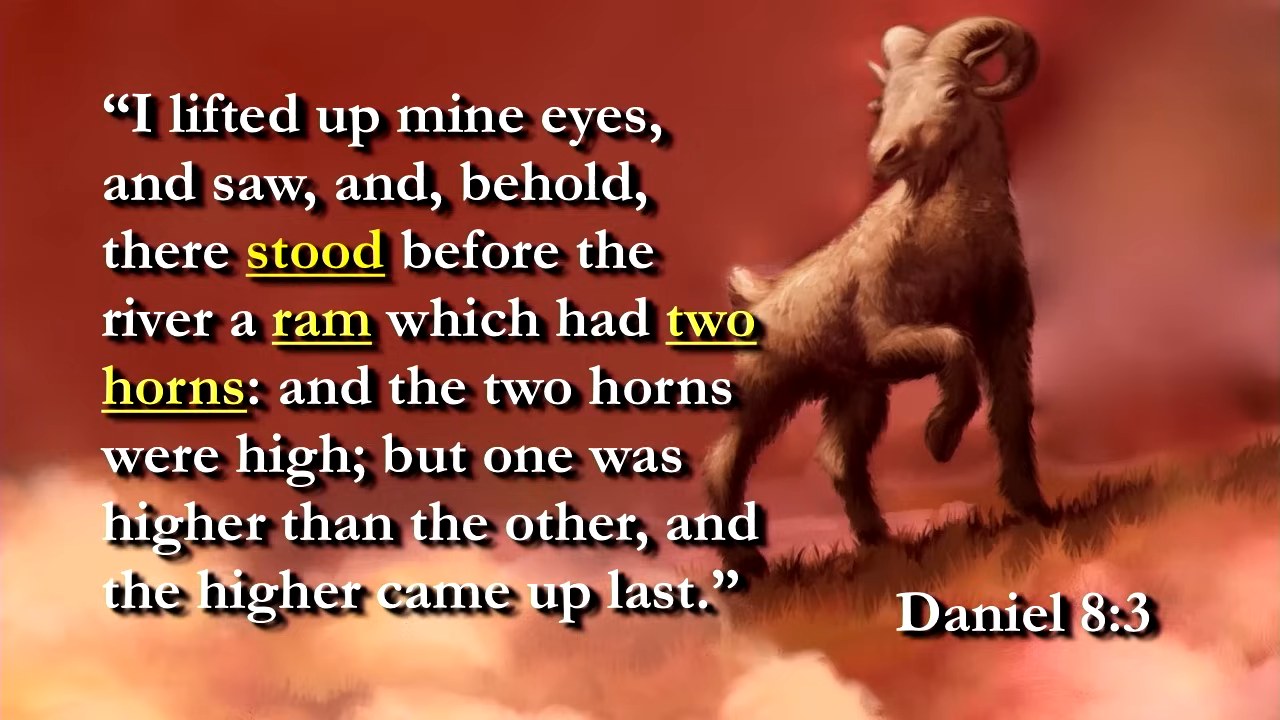 “I lifted up mine eyes,
and saw, and, behold,
there stood before the
river a ram which had two
horns: and the two horns
were high; but one was
higher than the other, and
the higher came up last.”
Daniel 8:3